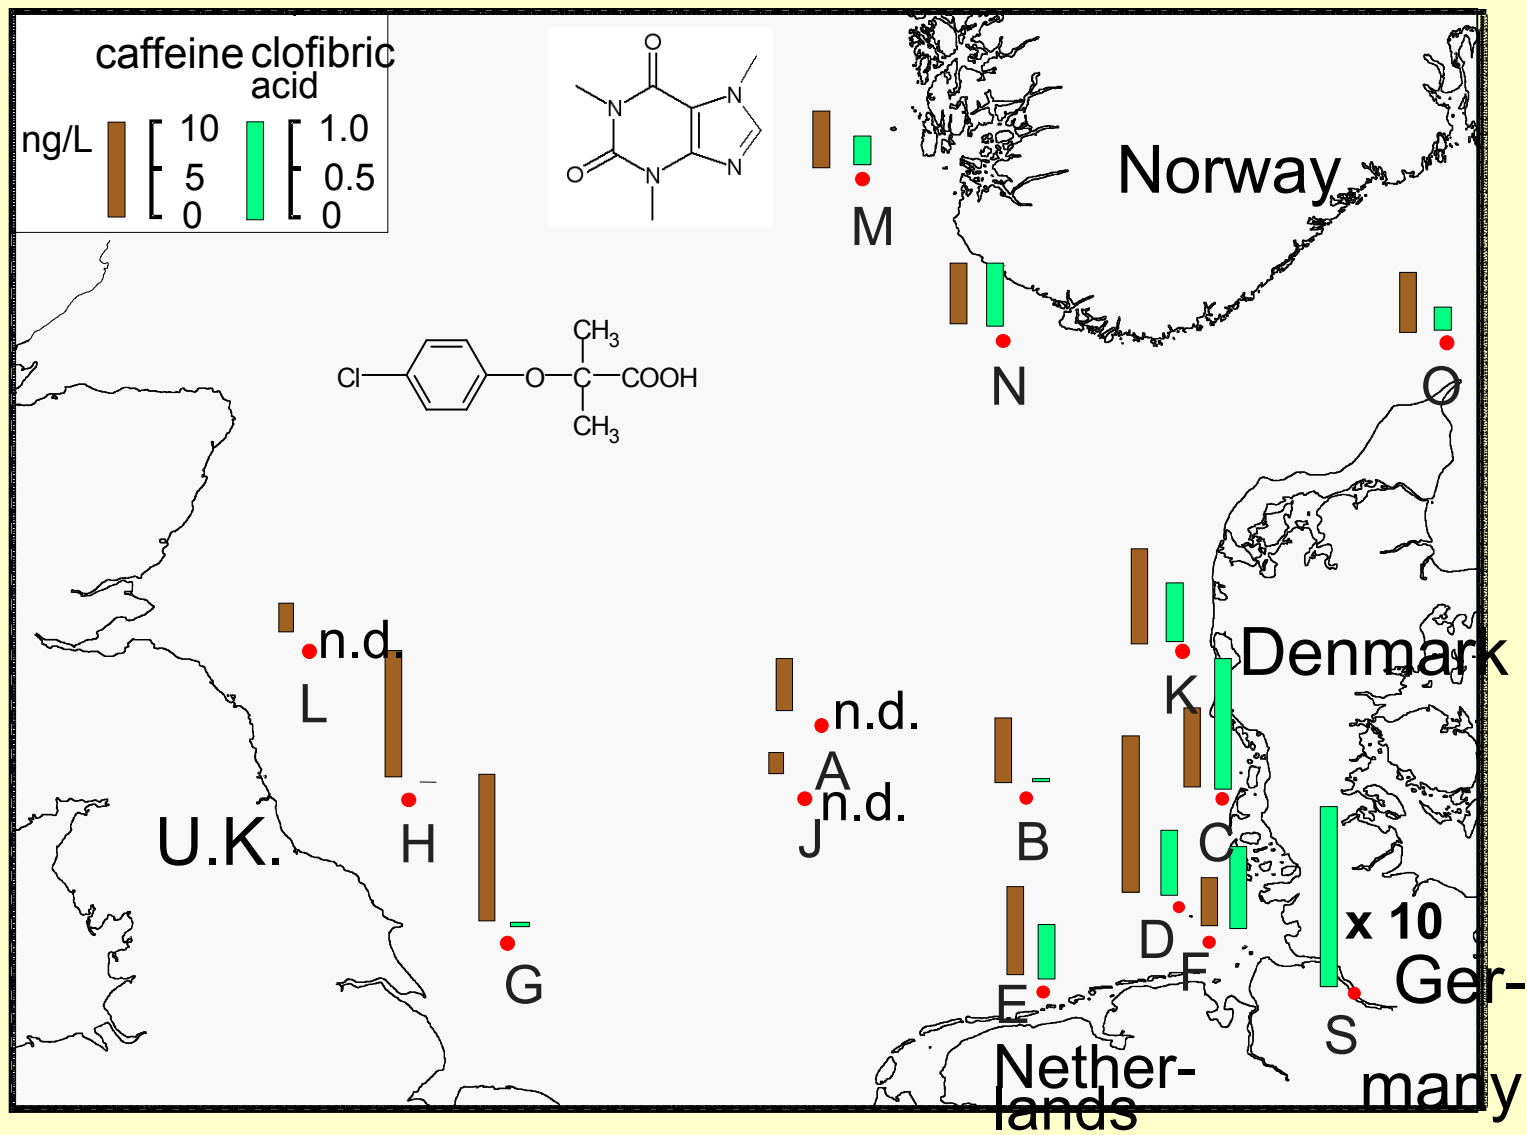 caffeine clofibric
acid
ng/L
10
5
0
1.0
0.5
0
O
N
N
O
N
N
Norway
M
N
O
CH3
Cl
O
C
COOH
CH3
n.d.
L
Denmark
K
n.d.
A
n.d.
J
H
U.K.
B
C
x 10
D
F
G
E
S
Ger-
many
Nether-
lands